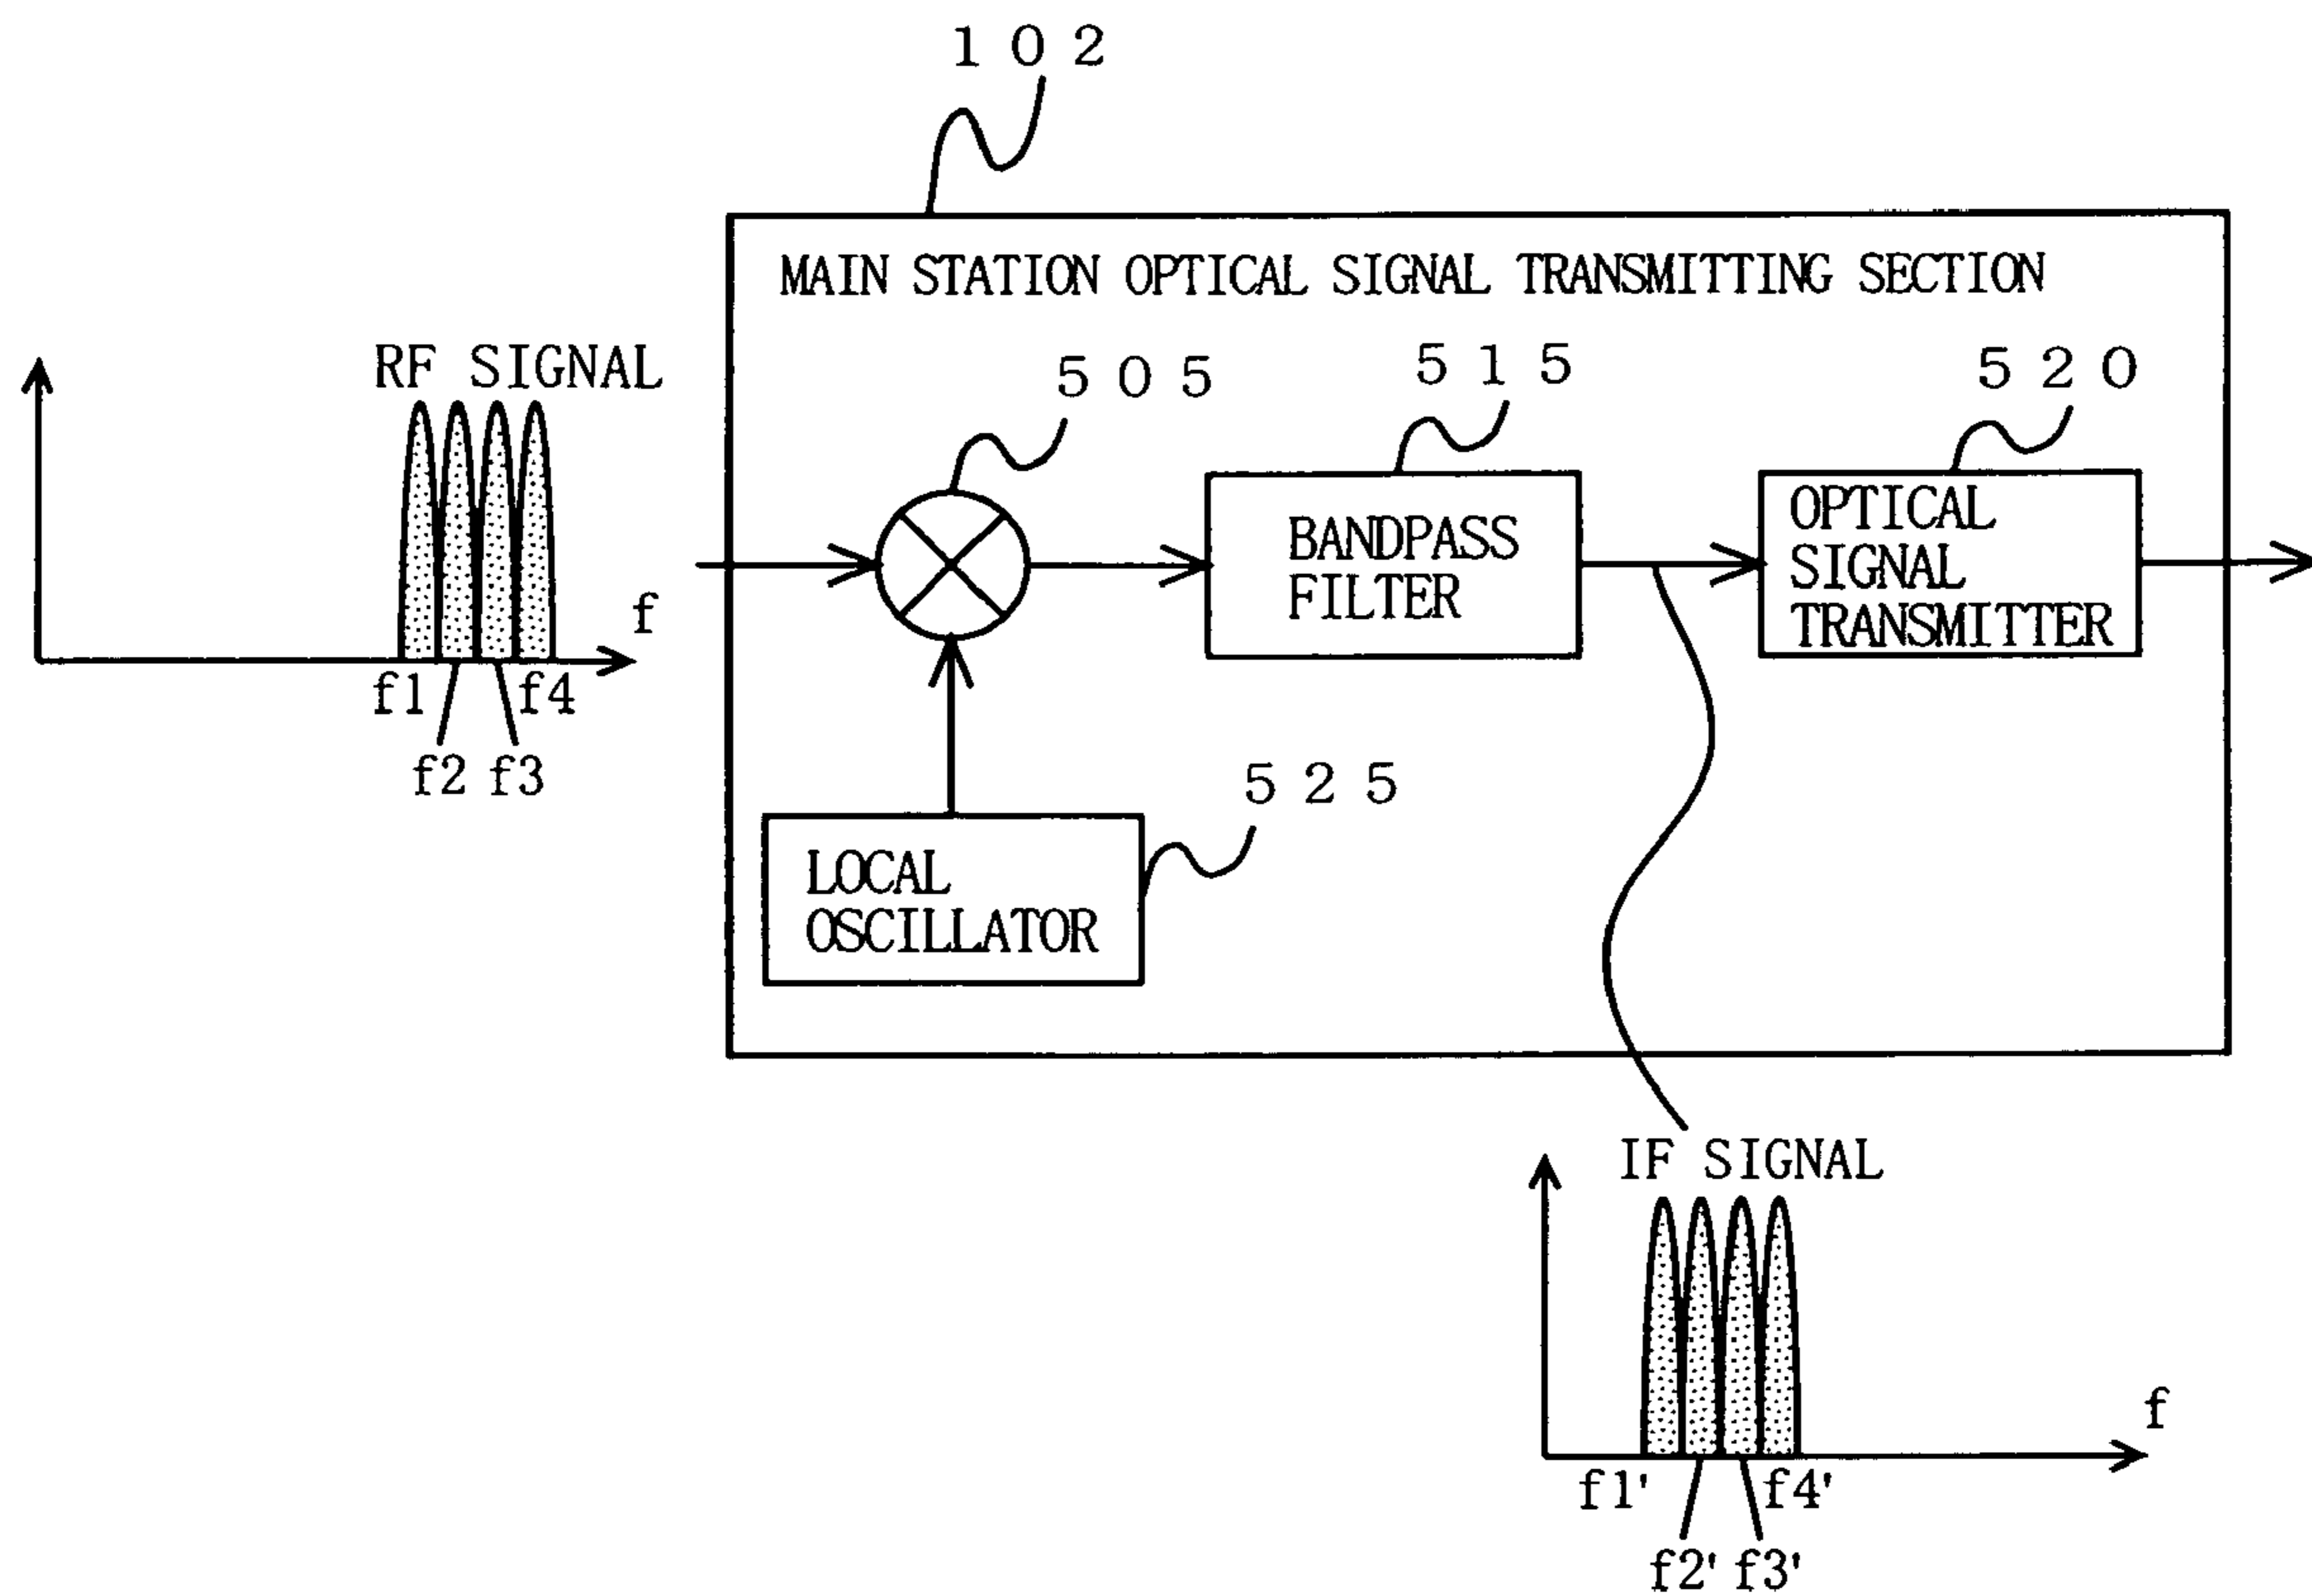 102
MAIN STATION OPTICAL SIGNAL TRANSMITTING SECTION
RF SIGNAL
505
515
520
OPTICAL
SIGNAL
TRANSMITTER
BANDPASS
FILTER
f
f1
f4
f2
f3
525
LOCAL
OSCILLATOR
IF SIGNAL
f
f1'
f4'
f2'
f3'